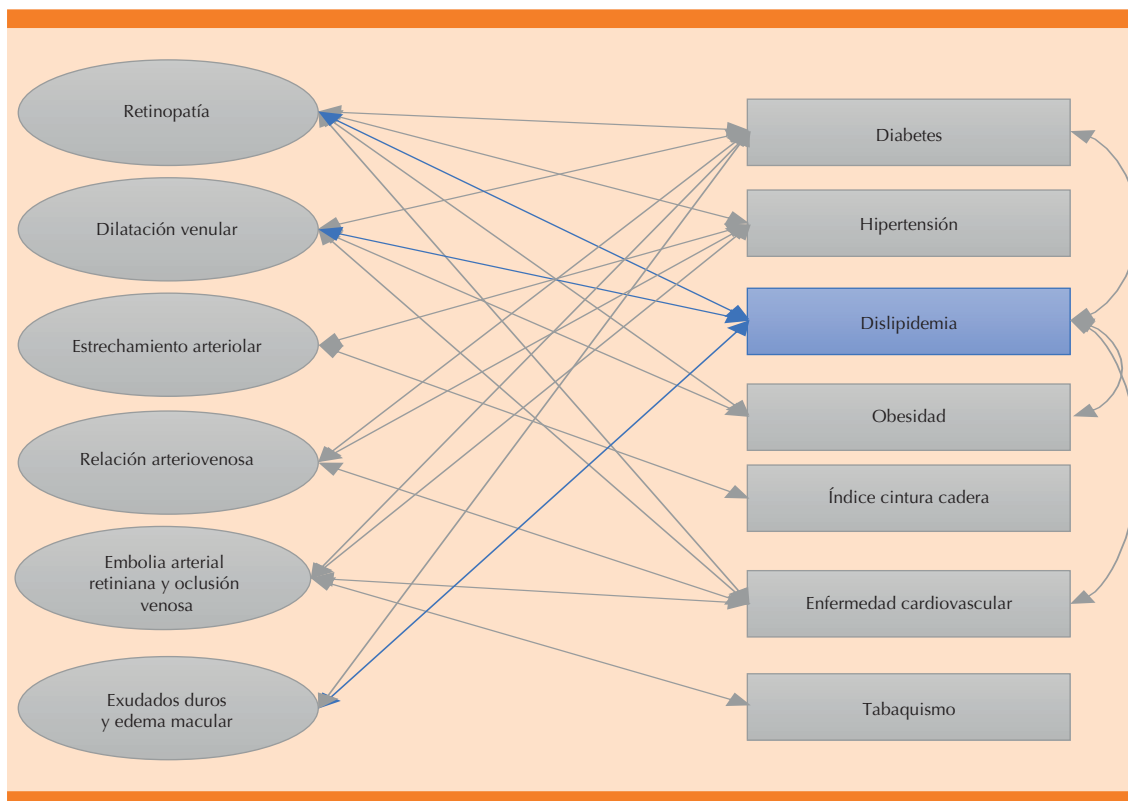 Retinopatía
Dilatación venular
Estrechamiento arteriolar
Relación arteriovenosa
Embolia arterial
retiniana y oclusión
venosa
Exudados duros
y edema macular
Diabetes
Hipertensión
Dislipidemia
Obesidad
Índice cintura cadera
Enfermedad cardiovascular
Tabaquismo